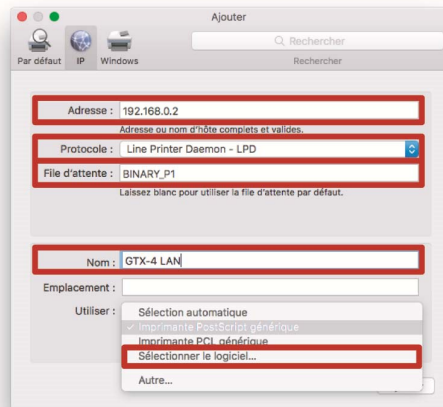 Ajouter
Rechercher
Par défaut IP Windows
Rechercher
Adresse : 192.168.0.2
Adresse ou nom d'hôte complets et valides.
Protocole : Line Printer Daemon - LPD
File d'attente : BINARY_P1
Laissez blanc pour utiliser la file d'attente par défaut.
Nom : GTX-4 LAN
Emplacement :
Utiliser :
Sélection automatique
✓ Imprimante PostScript générique
Imprimante PCL générique
Sélectionner le logiciel...
Autre...